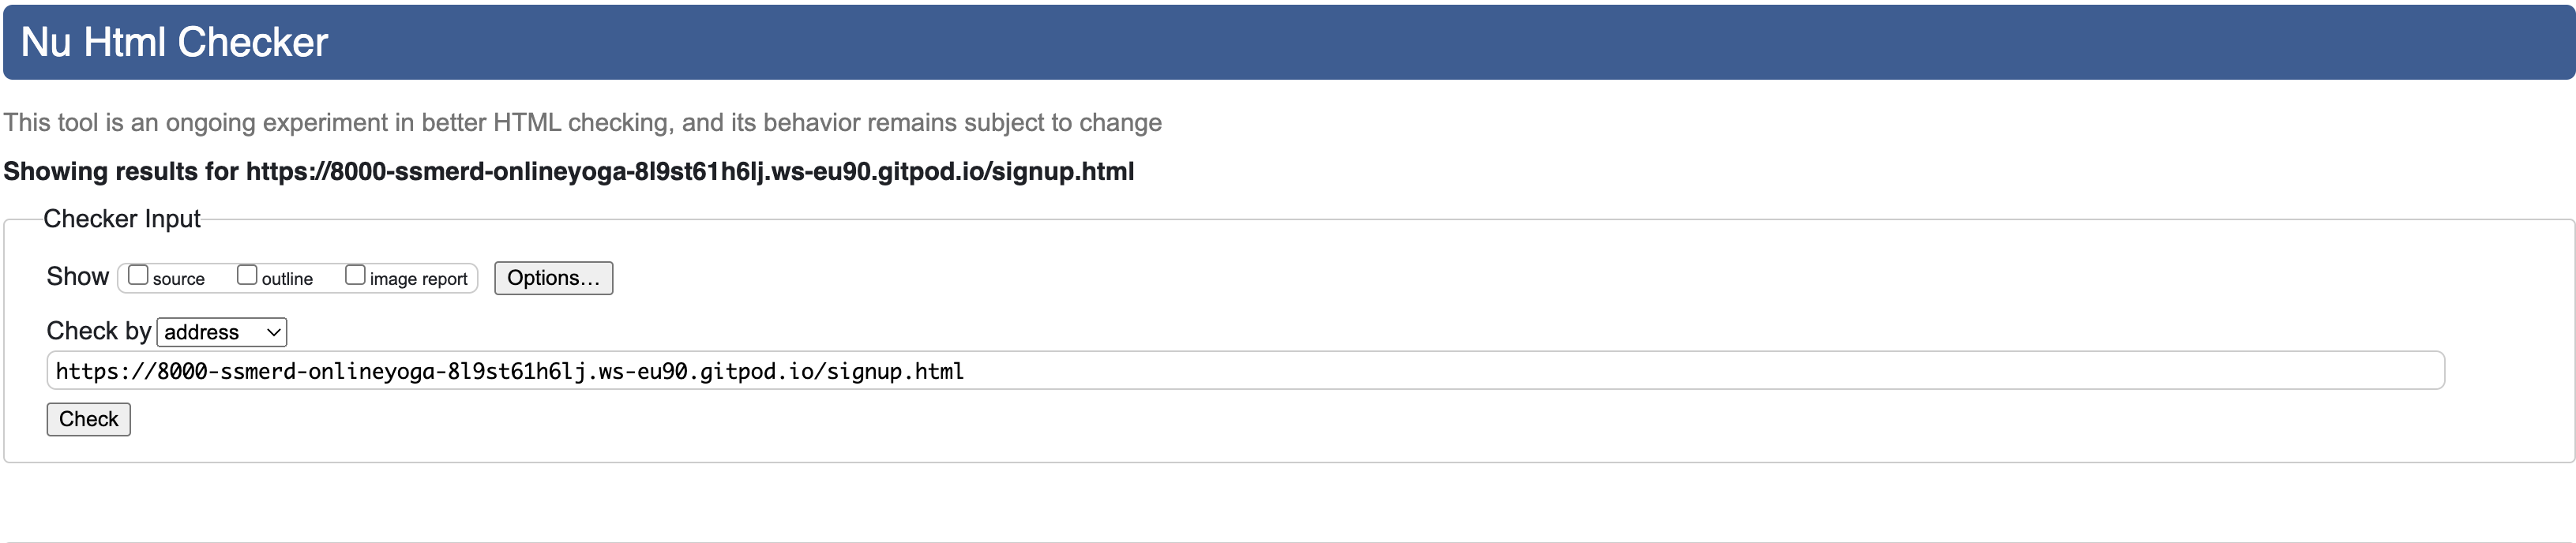 Nu Html Checker
This tool is an ongoing experiment in better HTML checking, and its behavior remains subject to change
Showing results for https://8000-ssmerd-onlineyoga-8l9st61h6lj.ws-eu90.gitpod.io/signup.html
Checker Input
Show source outline image report Options...
Check by address
https://8000-ssmerd-onlineyoga-8l9st61h6lj.ws-eu90.gitpod.io/signup.html
Check